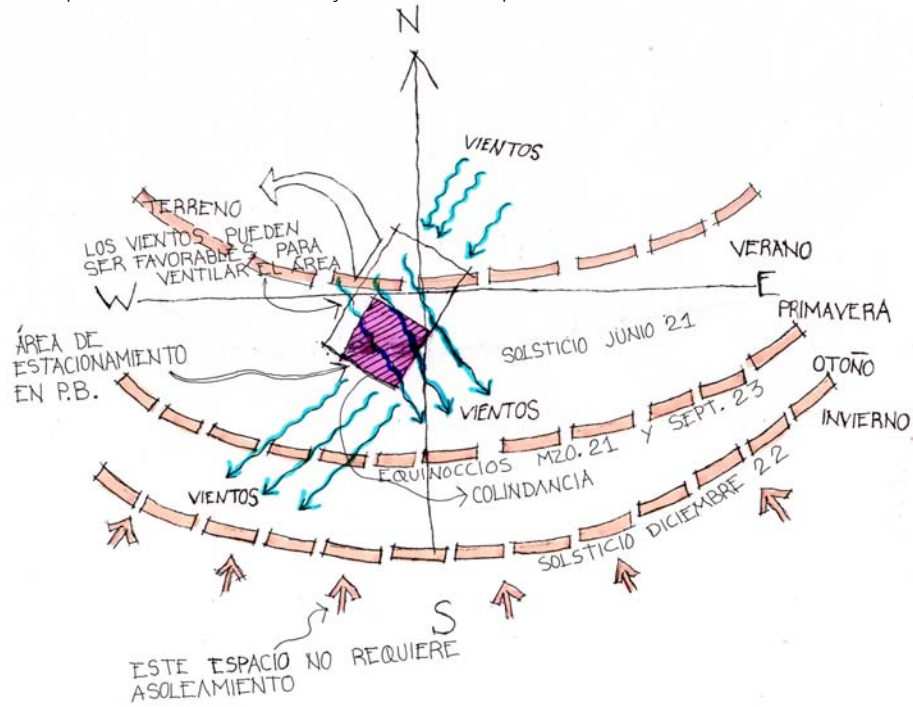 N
VIENTOS
TERRENO
LOS VIENTOS PUEDEN
SER FAVORABLES PARA
VENTILAR EL ÁREA
VERANO
W
E
PRIMAVERA
ÁREA DE
ESTACIONAMIENTO
EN P.B.
SOLSTICIO JUNIO 21
OTOÑO
INVIERNO
VIENTOS
EQUINOCCIOS MZO. 21 Y SEPT. 23
COLINDANCIA
VIENTOS
SOLSTICIO DICIEMBRE 22
S
ESTE ESPACIO NO REQUIERE
ASOLEAMIENTO